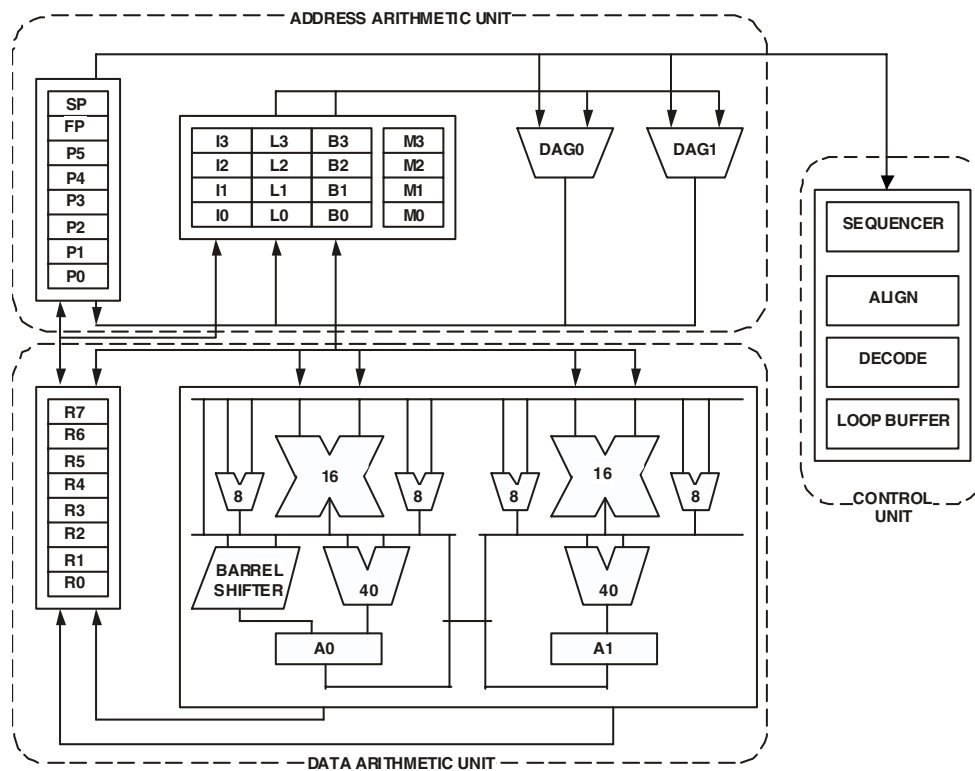 ADDRESS ARITHMETIC UNIT
SP
FP
P5
P4
P3
P2
P1
P0
I3 L3 B3 M3
I2 L2 B2 M2
I1 L1 B1 M1
I0 L0 B0 M0
DAG0
DAG1
SEQUENCER
ALIGN
DECODE
LOOP BUFFER
CONTROL
UNIT
R7
R6
R5
R4
R3
R2
R1
R0
8
16
8
8
16
8
BARREL
SHIFTER
40
40
A0
A1
DATA ARITHMETIC UNIT